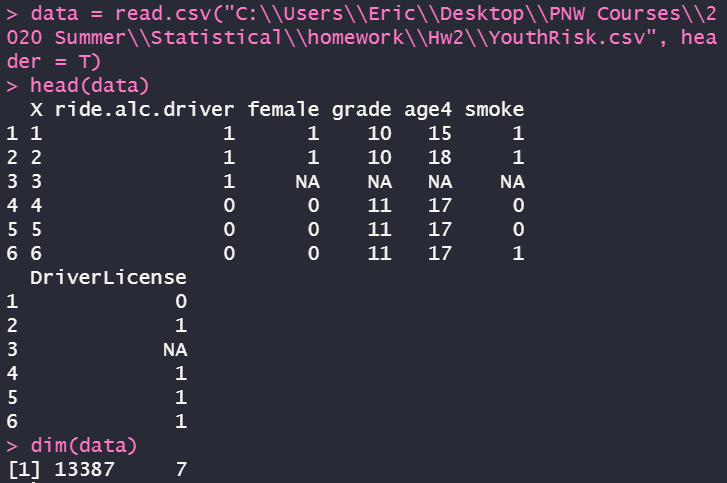 > data = read.csv("C:\\Users\\Eric\\Desktop\\PNW Courses\\2
020 Summer\\Statistical\\homework\\Hw2\\YouthRisk.csv", hea
der = T)
> head(data)
  X ride.alc.driver female grade age4 smoke
1 1               1      1    10   15     1
2 2               1      1    10   18     1
3 3               1     NA    NA   NA    NA
4 4               0      0    11   17     0
5 5               0      0    11   17     0
6 6               0      0    11   17     1
  DriverLicense
1             0
2             1
3            NA
4             1
5             1
6             1
> dim(data)
[1] 13387     7